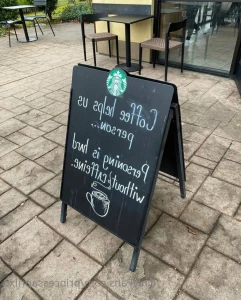 Coffee helps us
person...
Personing is hard
without caffeine.